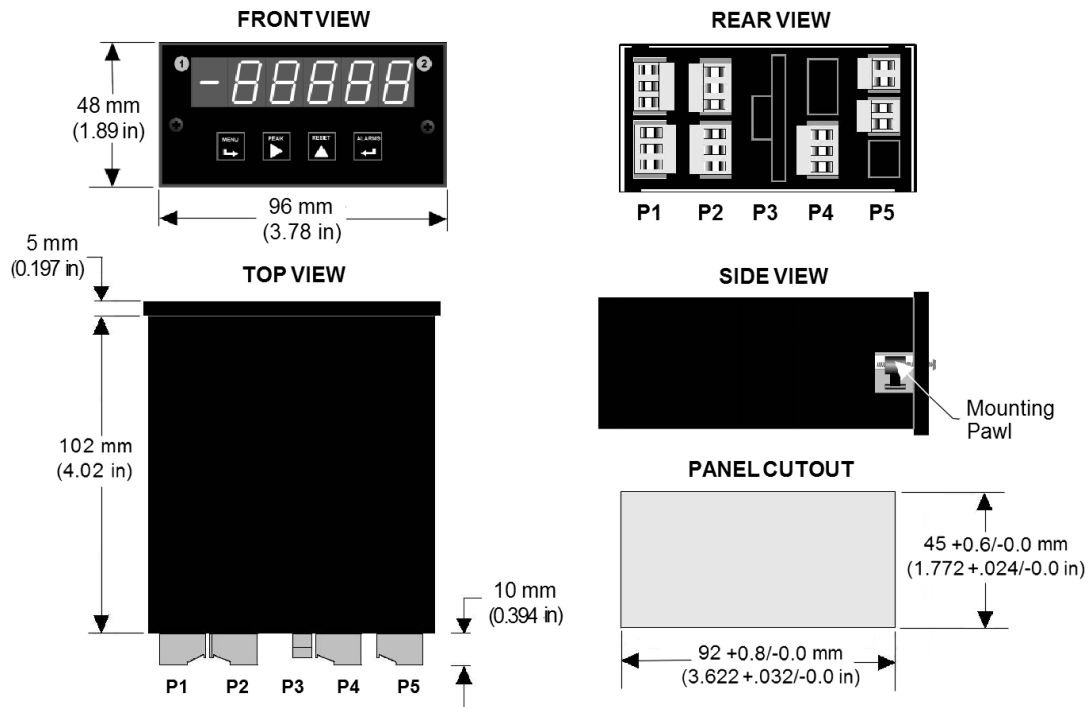 FRONT VIEW
1
-88888
2
MENU
PEAK
RESET
ALARMS
48 mm
(1.89 in)
96 mm
(3.78 in)
REAR VIEW
P1 P2 P3 P4 P5
5 mm
(0.197 in)
TOP VIEW
102 mm
(4.02 in)
10 mm
(0.394 in)
P1 P2 P3 P4 P5
SIDE VIEW
Mounting
Pawl
PANEL CUTOUT
45 +0.6/-0.0 mm
(1.772 +.024/-0.0 in)
92 +0.8/-0.0 mm
(3.622 +.032/-0.0 in)